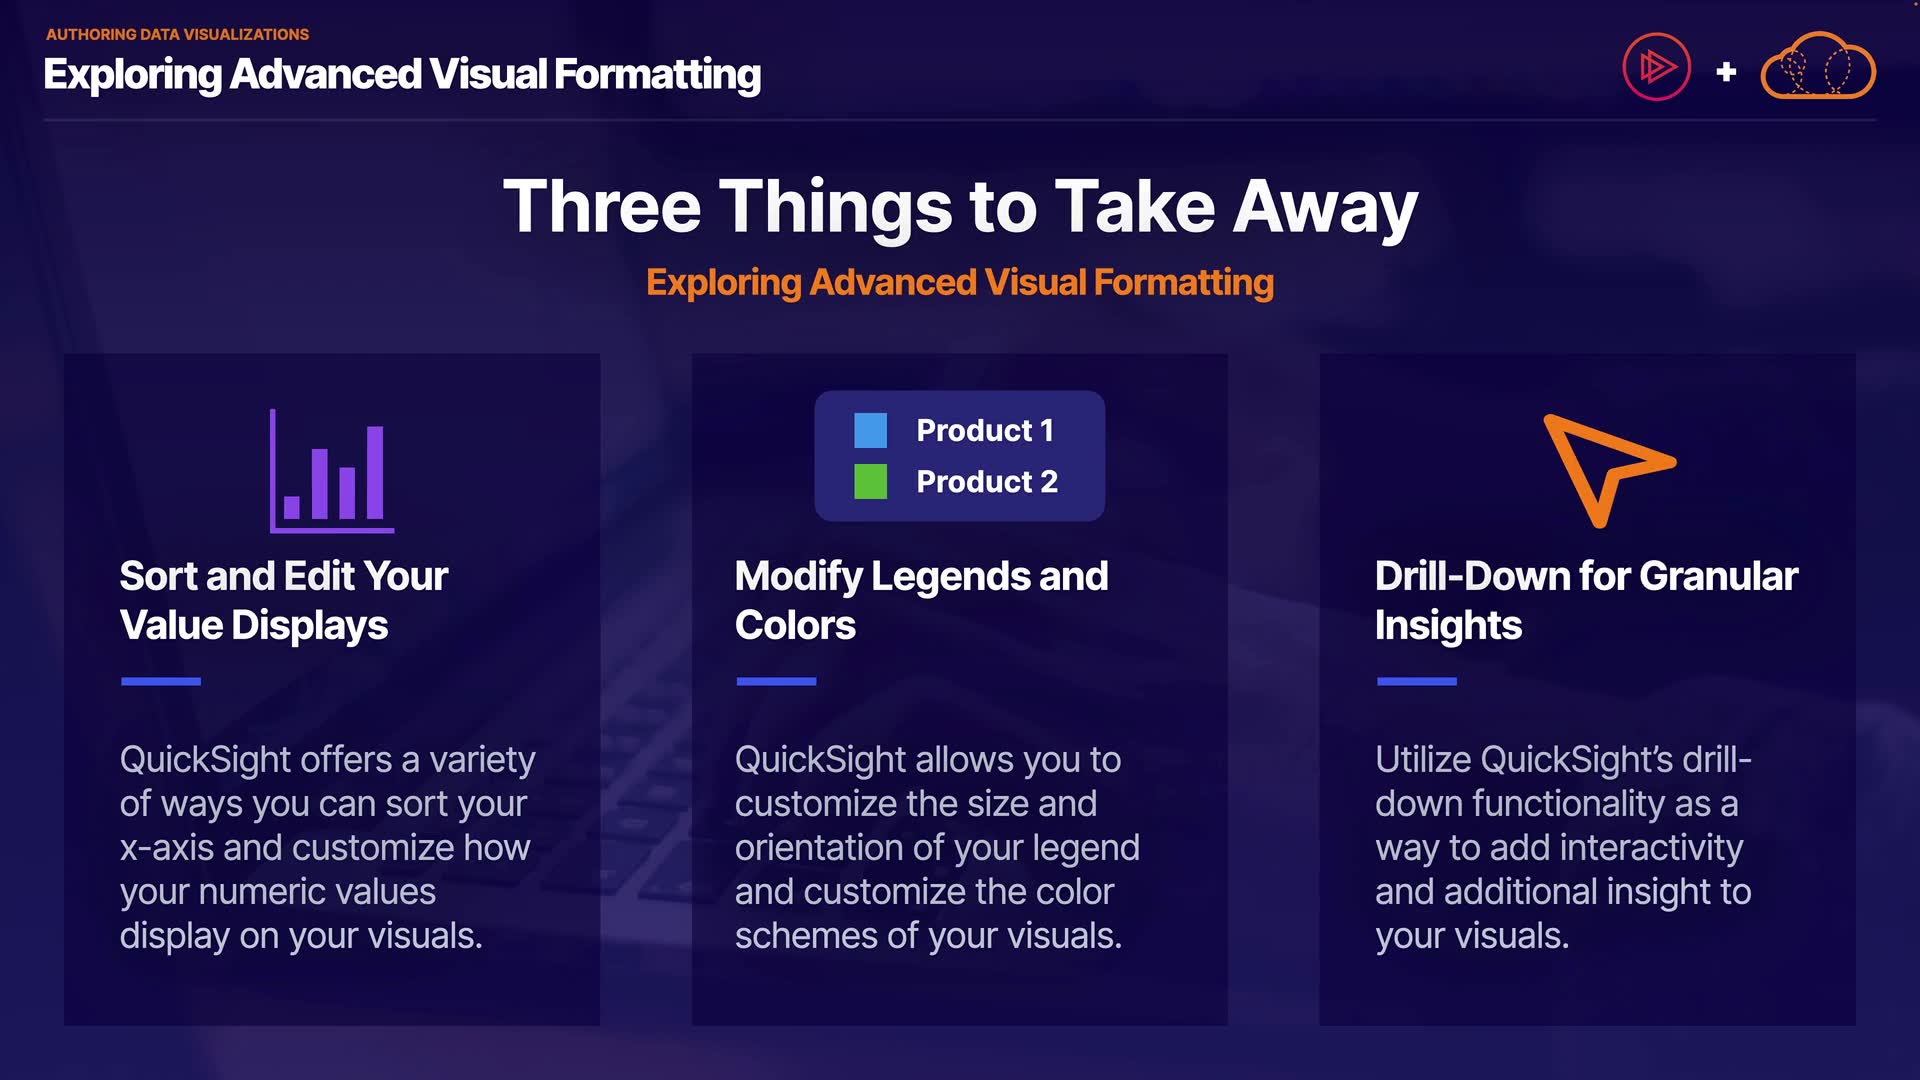 AUTHORING DATA VISUALIZATIONS
Exploring Advanced Visual Formatting
+
Three Things to Take Away
Exploring Advanced Visual Formatting
Sort and Edit Your
Value Displays
QuickSight offers a variety
of ways you can sort your
x-axis and customize how
your numeric values
display on your visuals.
Product 1
Product 2
Modify Legends and
Colors
QuickSight allows you to
customize the size and
orientation of your legend
and customize the color
schemes of your visuals.
Drill-Down for Granular
Insights
Utilize QuickSight’s drill-
down functionality as a
way to add interactivity
and additional insight to
your visuals.